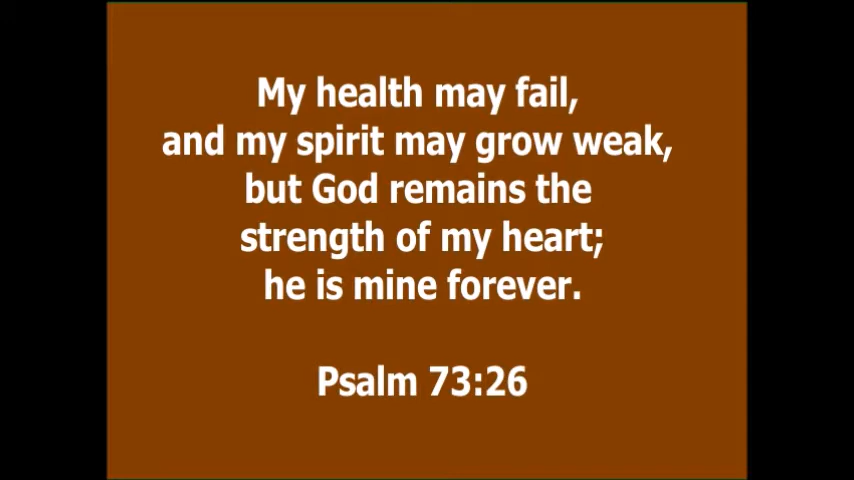 My health may fail,
and my spirit may grow weak,
but God remains the
strength of my heart;
he is mine forever.
Psalm 73:26